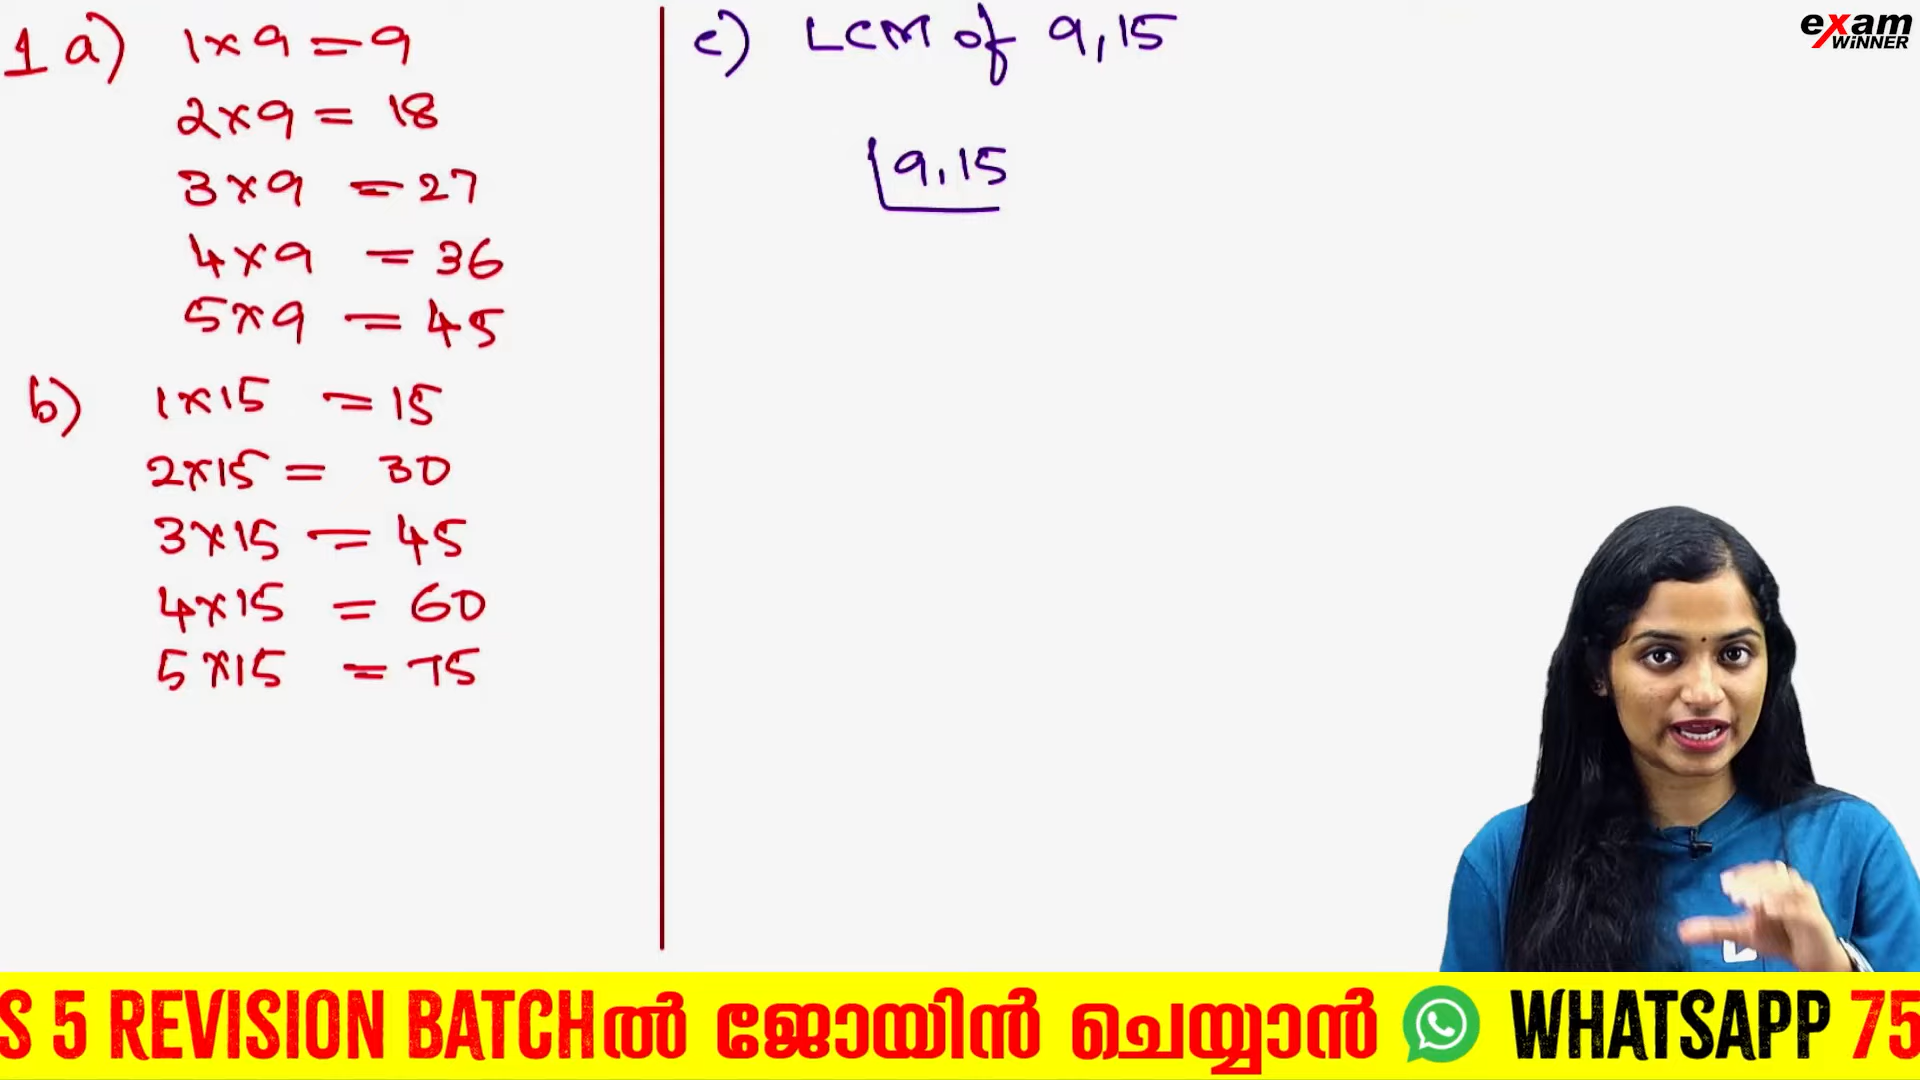 1 a) 1×9=9
2×9= 18
3×9 =27
4×9 =36
5×9 =45
b) 1×15 =15
2×15= 30
3×15 =45
4×15 = 60
5×15 =75
c) LCM of 9,15
9,15
exam
WiNNER
S 5 REVISION BATCHൽ ജോയിൻ ചെയ്യാൻ WHATSAPP 75